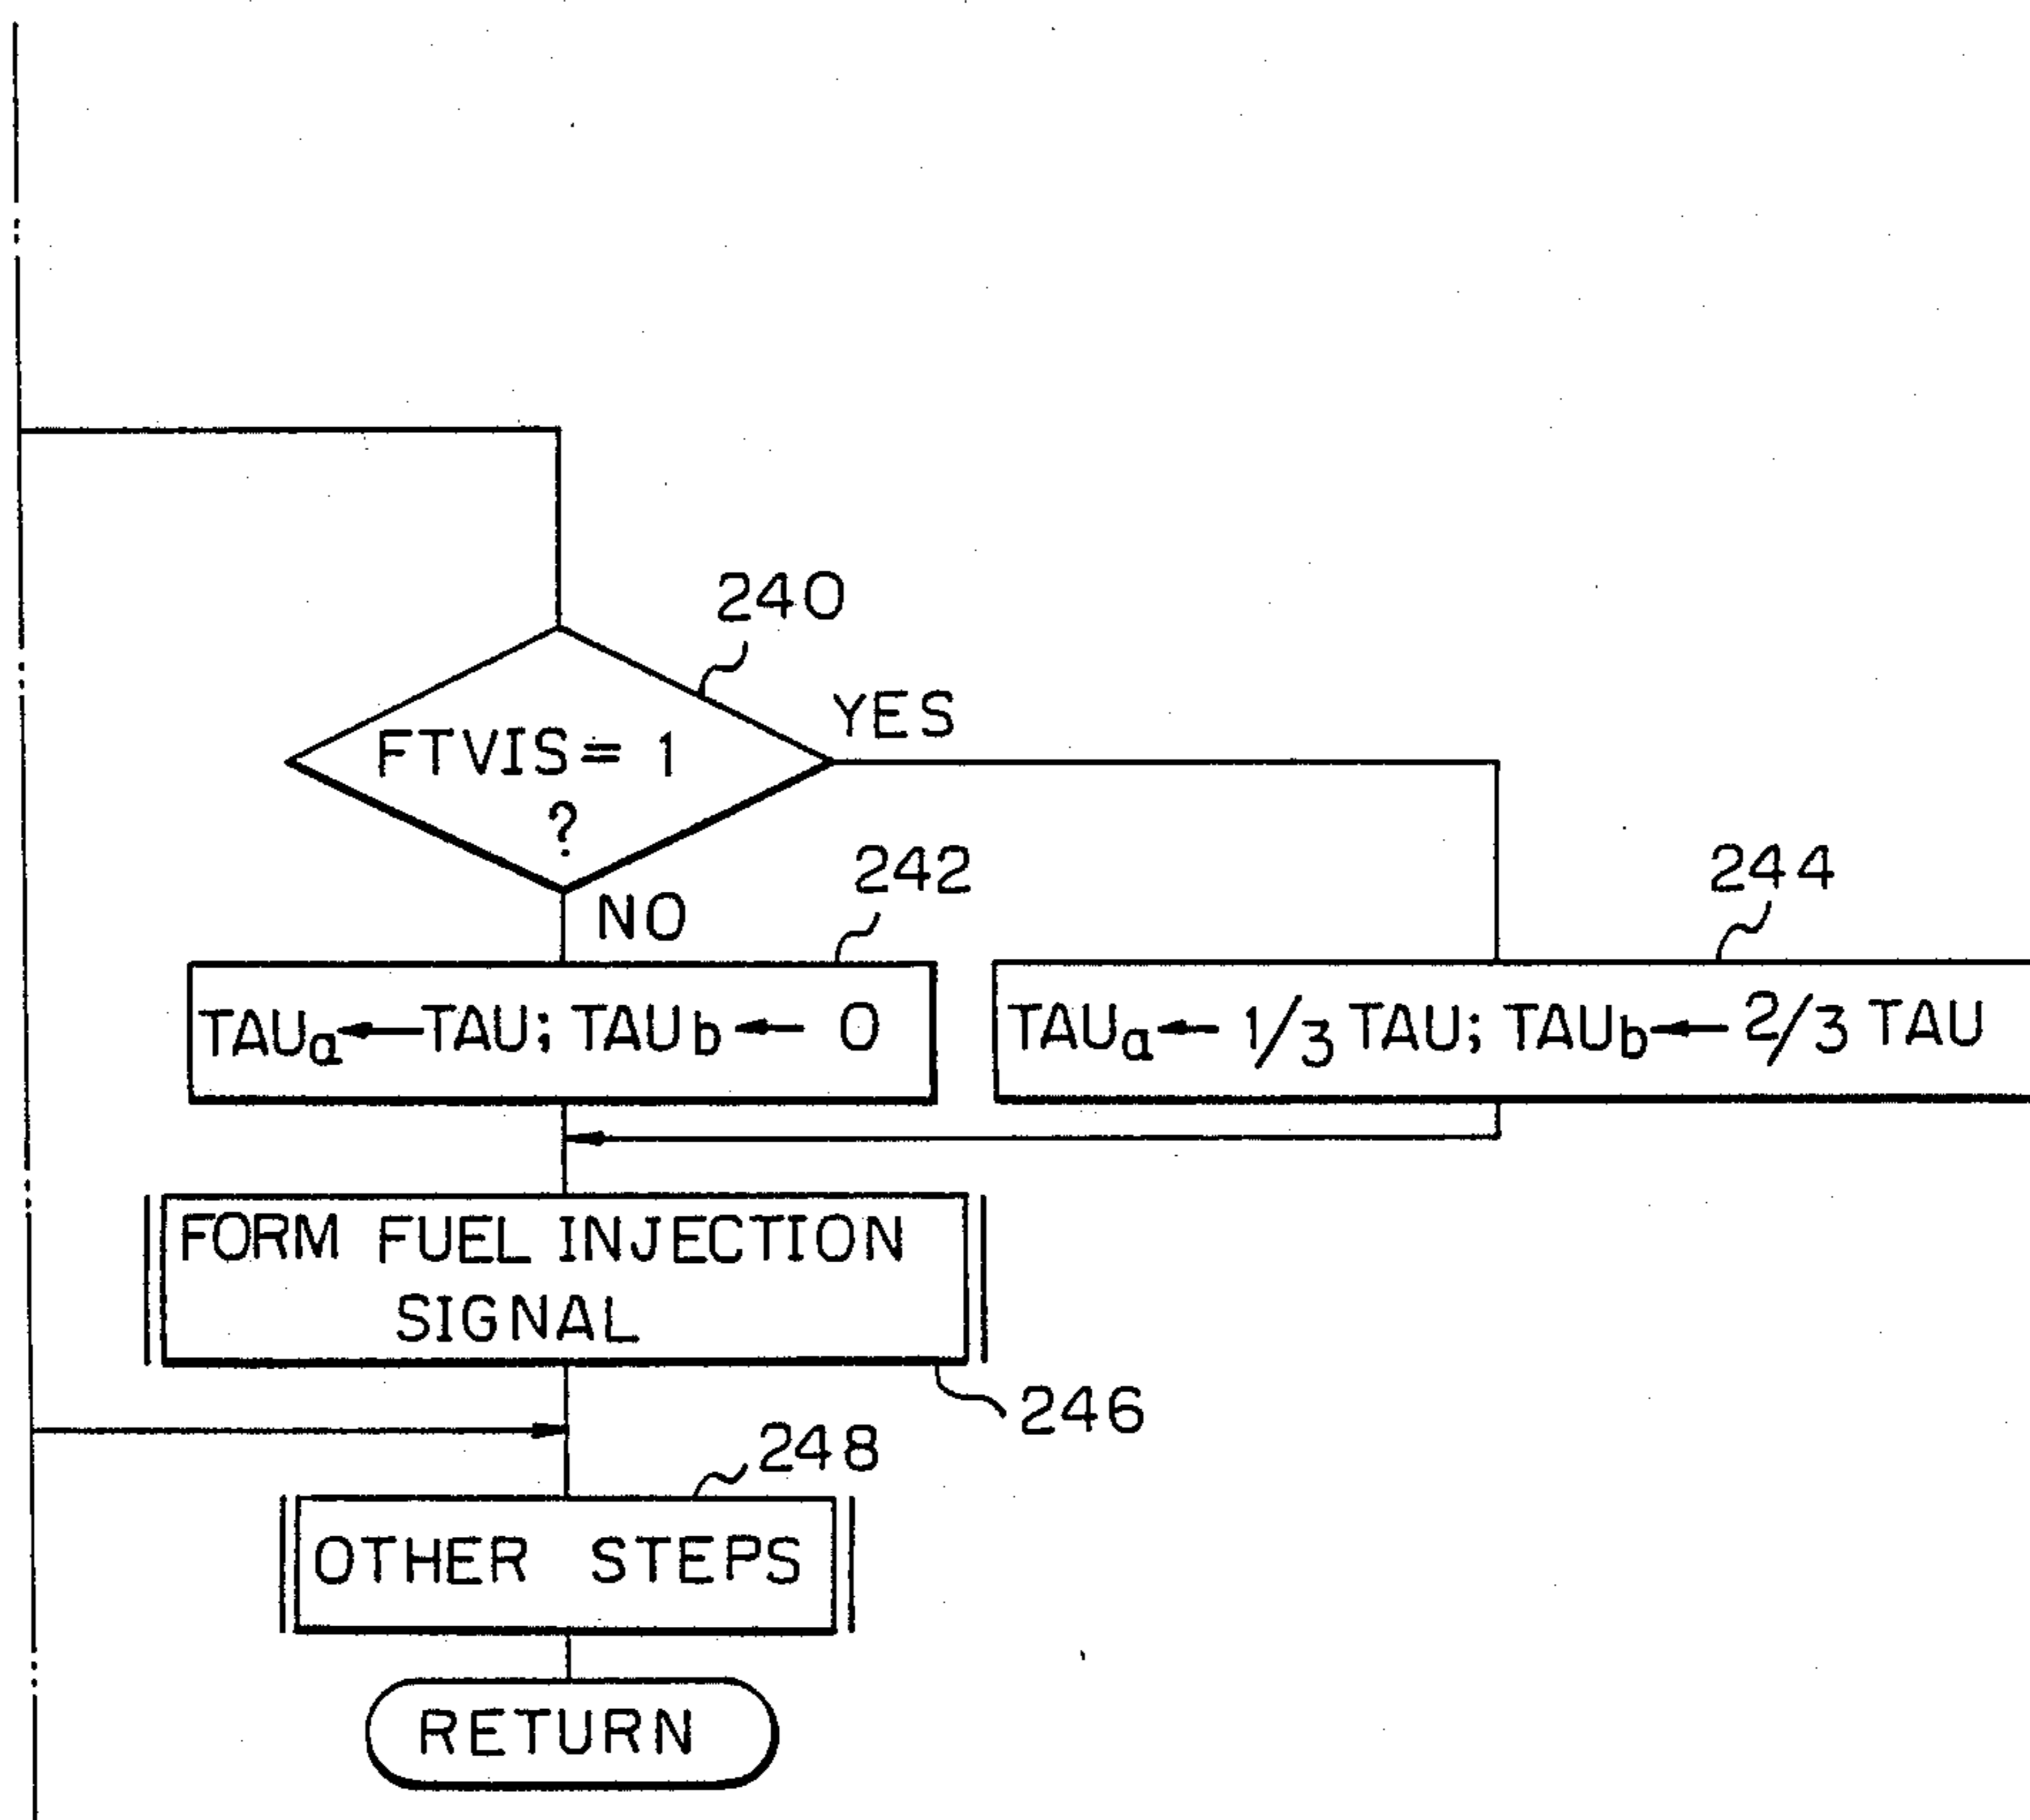 240
YES
FTVIS= 1
?
242
244
NO
TAUa←TAU; TAUb← 0
TAUa← 1/3 TAU; TAUb← 2/3 TAU
FORM FUEL INJECTION
SIGNAL
246
248
OTHER STEPS
RETURN